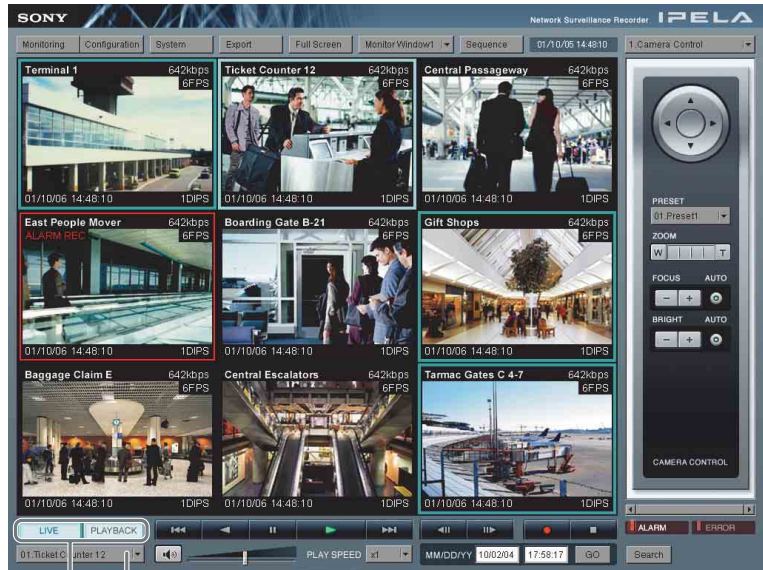 SONY
Network Surveillance Recorder IPELA
Monitoring Configuration System Export Full Screen Monitor Window1 Sequence 01/10/05 14:48:10 1.Camera Control
Terminal 1 642kbps 6FPS
01/10/06 14:48:10 1DIPS
Ticket Counter 12 642kbps 6FPS
01/10/06 14:48:10 1DIPS
Central Passageway 642kbps 6FPS
01/10/06 14:48:10 1DIPS
East People Mover 642kbps
ALARM REC 6FPS
01/10/06 14:48:10 1DIPS
Boarding Gate B-21 642kbps 6FPS
01/10/06 14:48:10 1DIPS
Gift Shops 642kbps 6FPS
01/10/06 14:48:10 1DIPS
Baggage Claim E 642kbps 6FPS
01/10/06 14:48:10 1DIPS
Central Escalators 642kbps 6FPS
01/10/06 14:48:10 1DIPS
Tarmac Gates C 4-7 642kbps 6FPS
01/10/06 14:48:10 1DIPS
PRESET
01.Preset1
ZOOM
W T
FOCUS AUTO
- +
BRIGHT AUTO
- +
CAMERA CONTROL
LIVE PLAYBACK
ALARM ERROR
01.Ticket Counter 12 PLAY SPEED x1 MM/DD/YY 10/02/04 17:58:17 GO Search